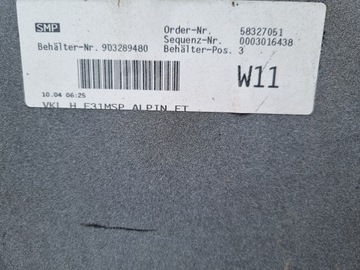 SMP
Order-Nr. 58327051
Sequenz-Nr. 0003016438
Behälter-Nr. 903289480 Behälter-Pos. 3
W11
10.04 06:25
VKL H F31MSP ALPIN ET